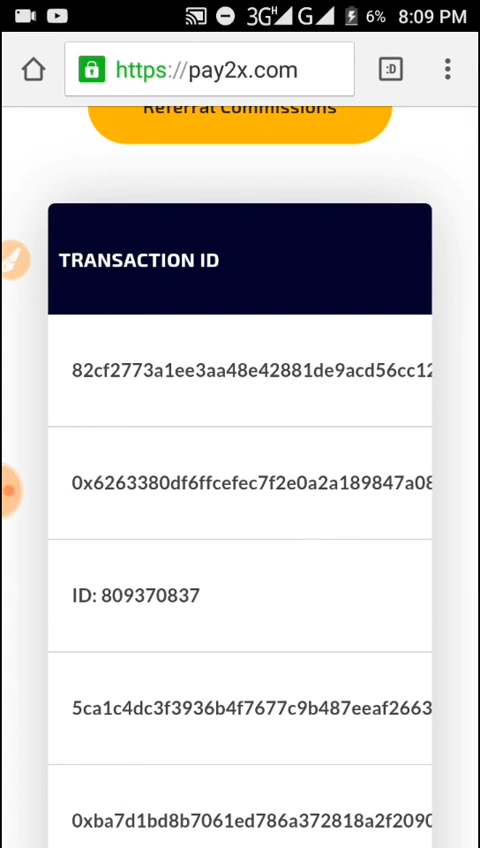 3G H G 6% 8:09 PM
https://pay2x.com :D
Referral Commissions
TRANSACTION ID
82cf2773a1ee3aa48e42881de9acd56cc12
0x6263380df6ffcefec7f2e0a2a189847a08
ID: 809370837
5ca1c4dc3f3936b4f7677c9b487eeaf2663
0xba7d1bd8b7061ed786a372818a2f2090